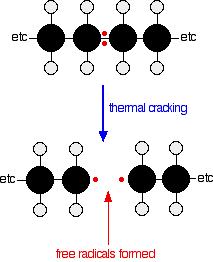 etc etc
thermal cracking
etc etc
free radicals formed